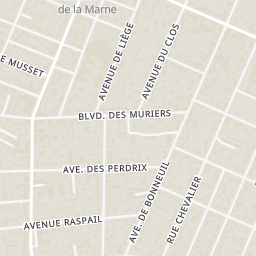 de la Marne
AVENUE DE LIÈGE
AVENUE DU CLOS
E MUSSET
BLVD. DES MURIERS
AVE. DES PERDRIX
AVE. DE BONNEUIL
RUE CHEVALIER
AVENUE RASPAIL